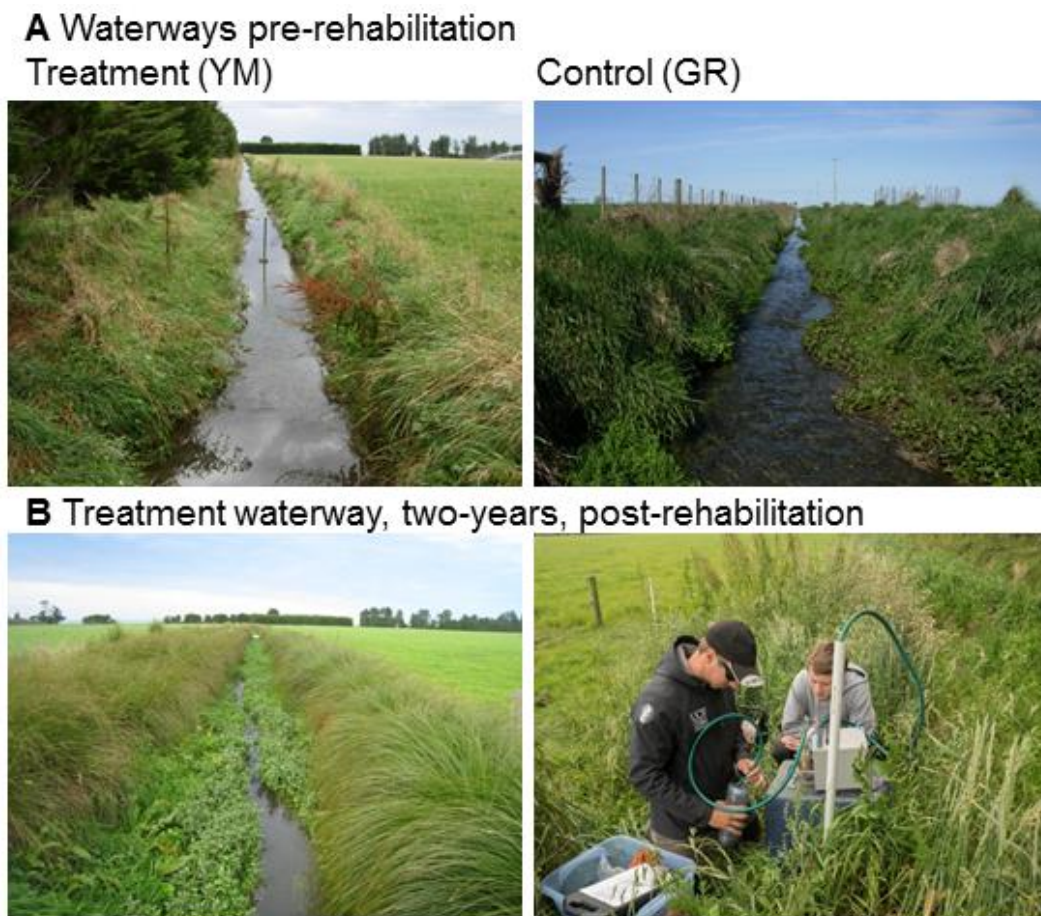 A Waterways pre-rehabilitation
Treatment (YM)
Control (GR)
B Treatment waterway, two-years, post-rehabilitation